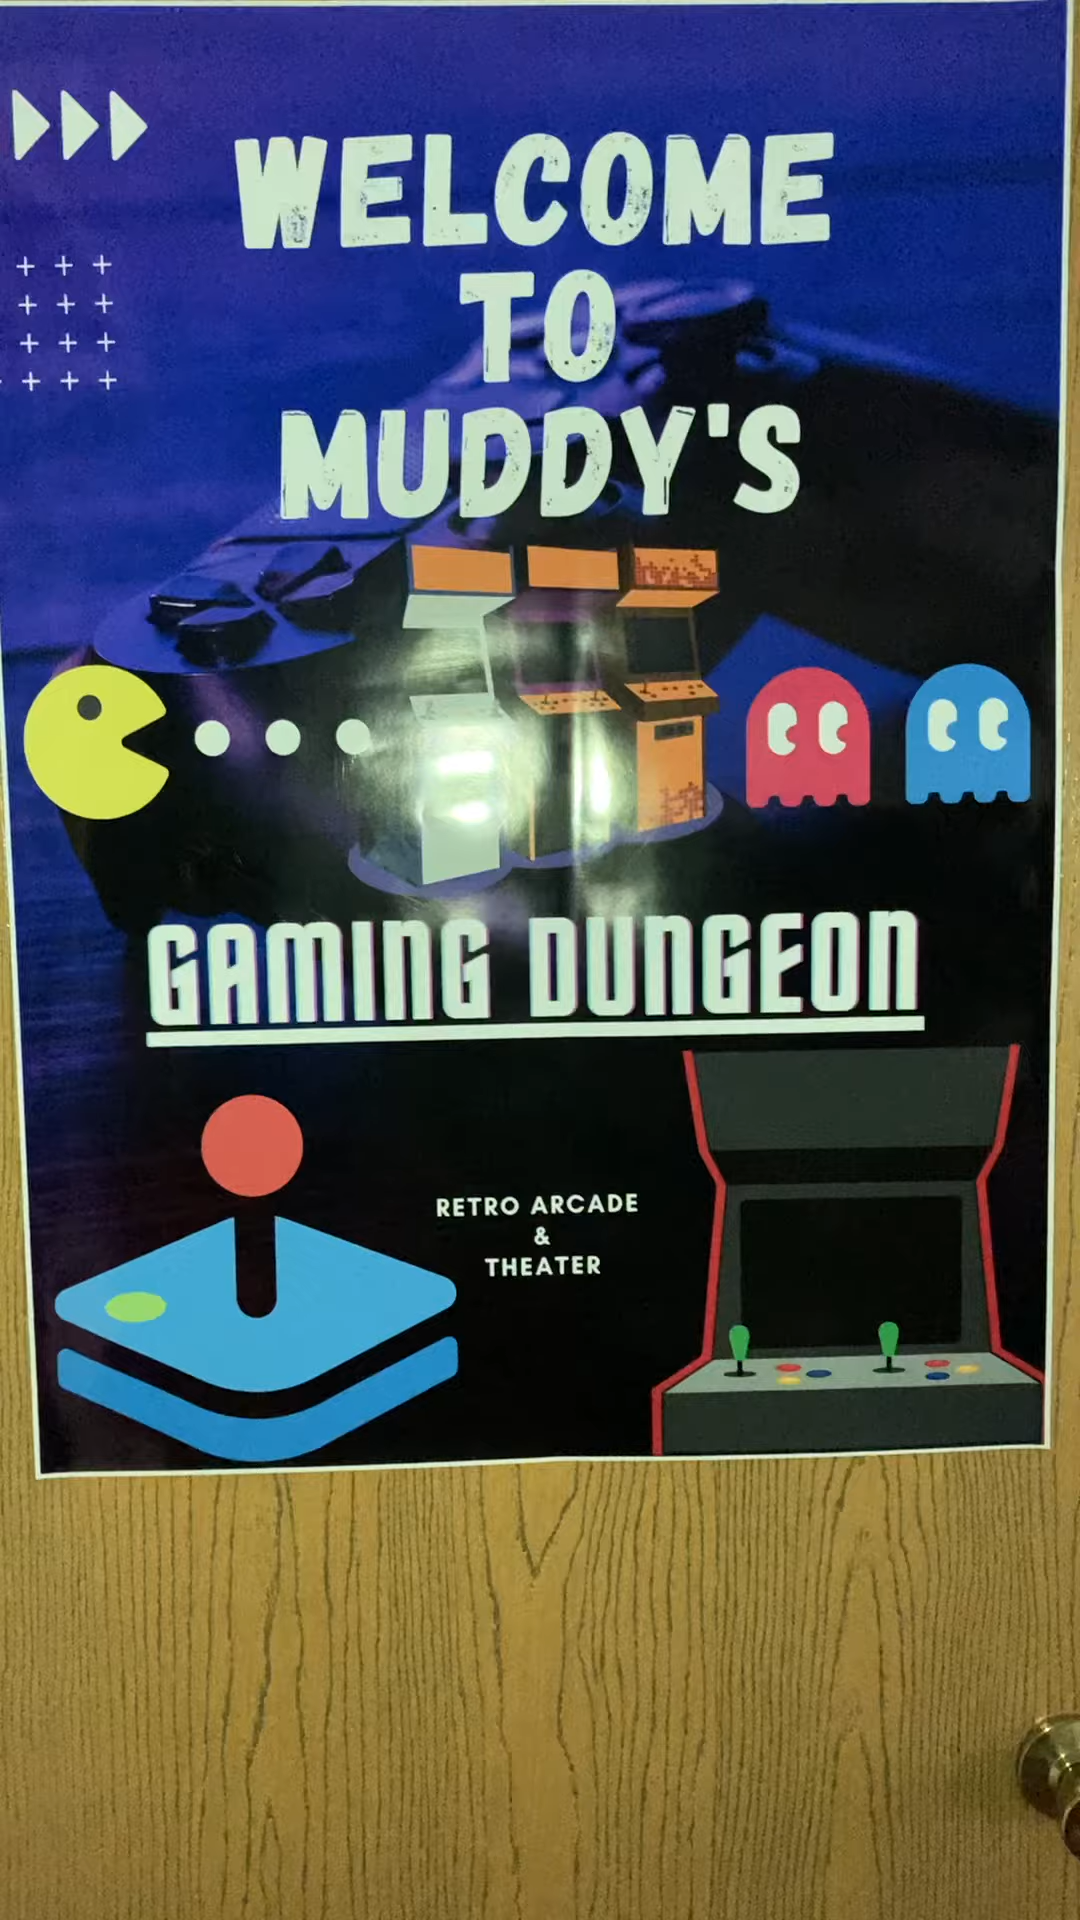 WELCOME
TO
MUDDY'S
GAMING DUNGEON
RETRO ARCADE
&
THEATER